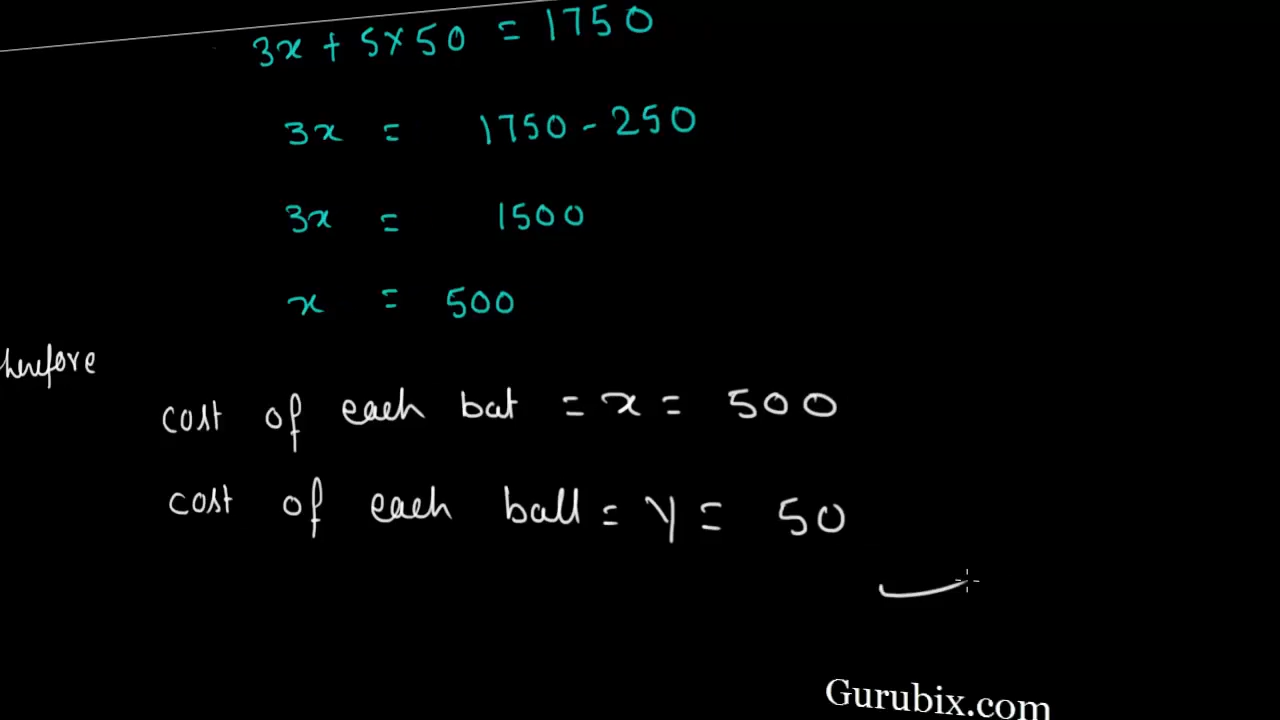 3x + 5 × 50 = 1750
3x = 1750 - 250
3x = 1500
x = 500
herefore
cost of each bat = x = 500
cost of each ball = y = 50
Gurubix.com